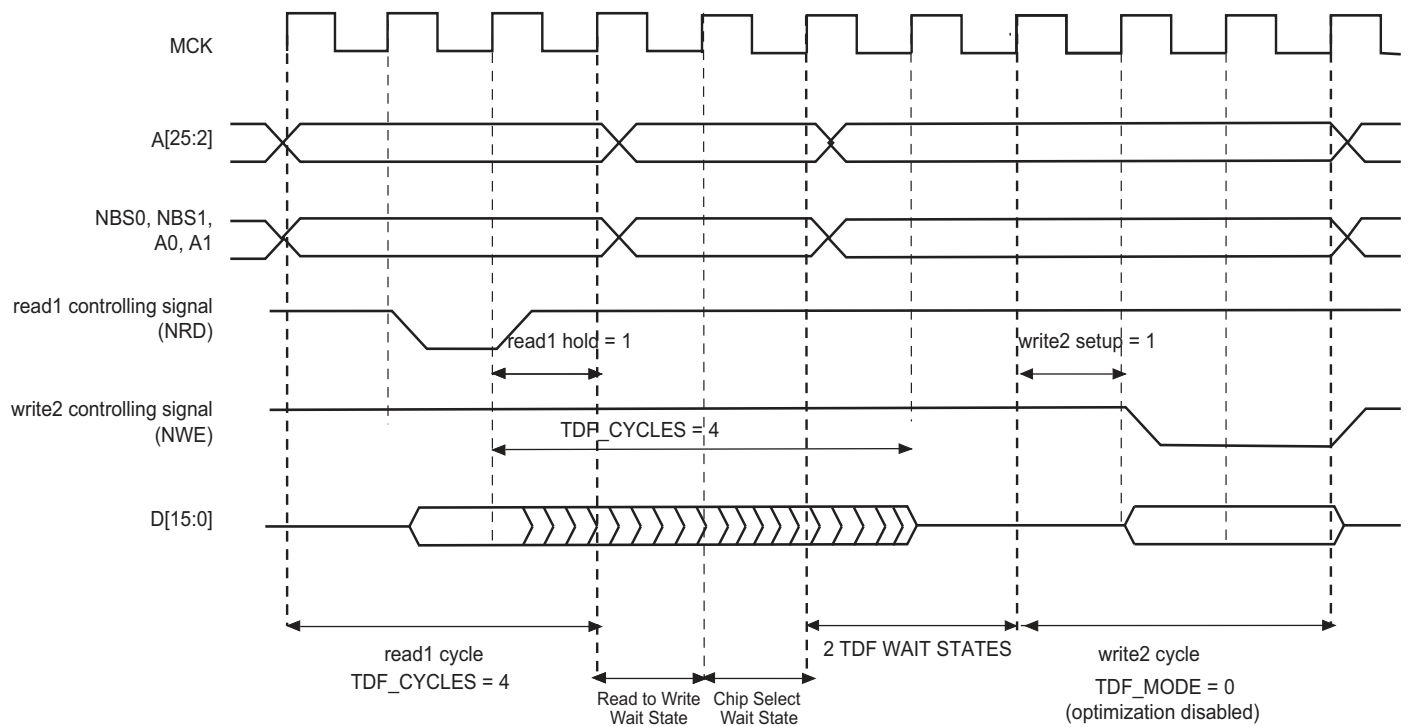 MCK
A[25:2]
NBS0, NBS1,
A0, A1
read1 controlling signal
(NRD)
read1 hold = 1
write2 setup = 1
write2 controlling signal
(NWE)
TDF_CYCLES = 4
D[15:0]
read1 cycle
TDF_CYCLES = 4
Read to Write
Wait State
Chip Select
Wait State
2 TDF WAIT STATES
write2 cycle
TDF_MODE = 0
(optimization disabled)